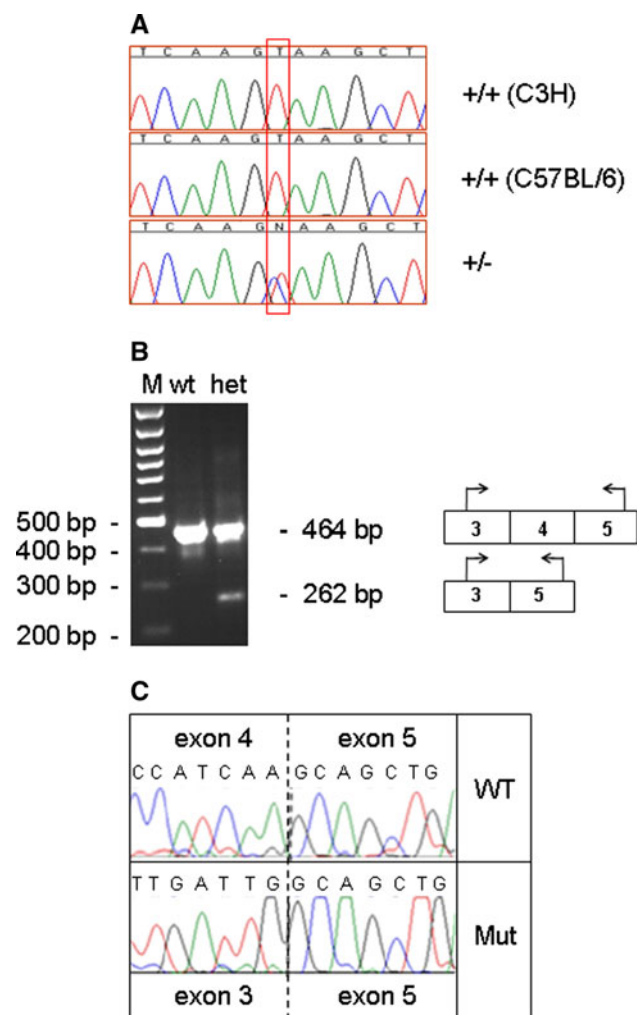 A
T C A A G T A A G C T
+/+ (C3H)
T C A A G T A A G C T
+/+ (C57BL/6)
T C A A G N A A G C T
+/-
B
M wt het
500 bp -
400 bp -
300 bp -
200 bp -
- 464 bp
- 262 bp
3 4 5
3 5
C
exon 4 exon 5
C C A T C A A G C A G C T G
WT
T T G A T T G G C A G C T G
Mut
exon 3 exon 5